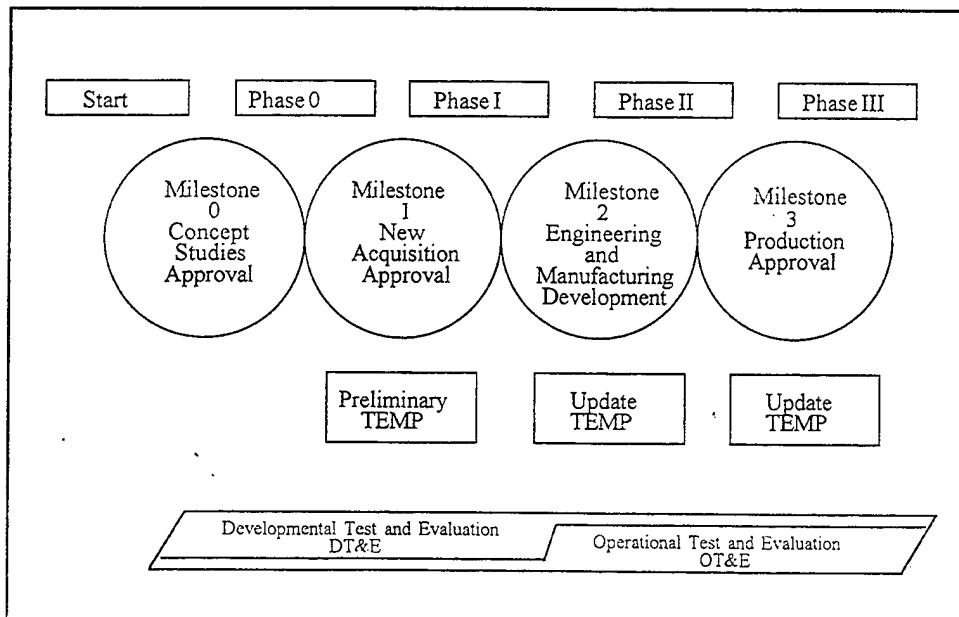 Start
Phase 0
Phase I
Phase II
Phase III
Milestone
0
Concept
Studies
Approval
Milestone
1
New
Acquisition
Approval
Milestone
2
Engineering
and
Manufacturing
Development
Milestone
3
Production
Approval
Preliminary
TEMP
Update
TEMP
Update
TEMP
Developmental Test and Evaluation
DT&E
Operational Test and Evaluation
OT&E